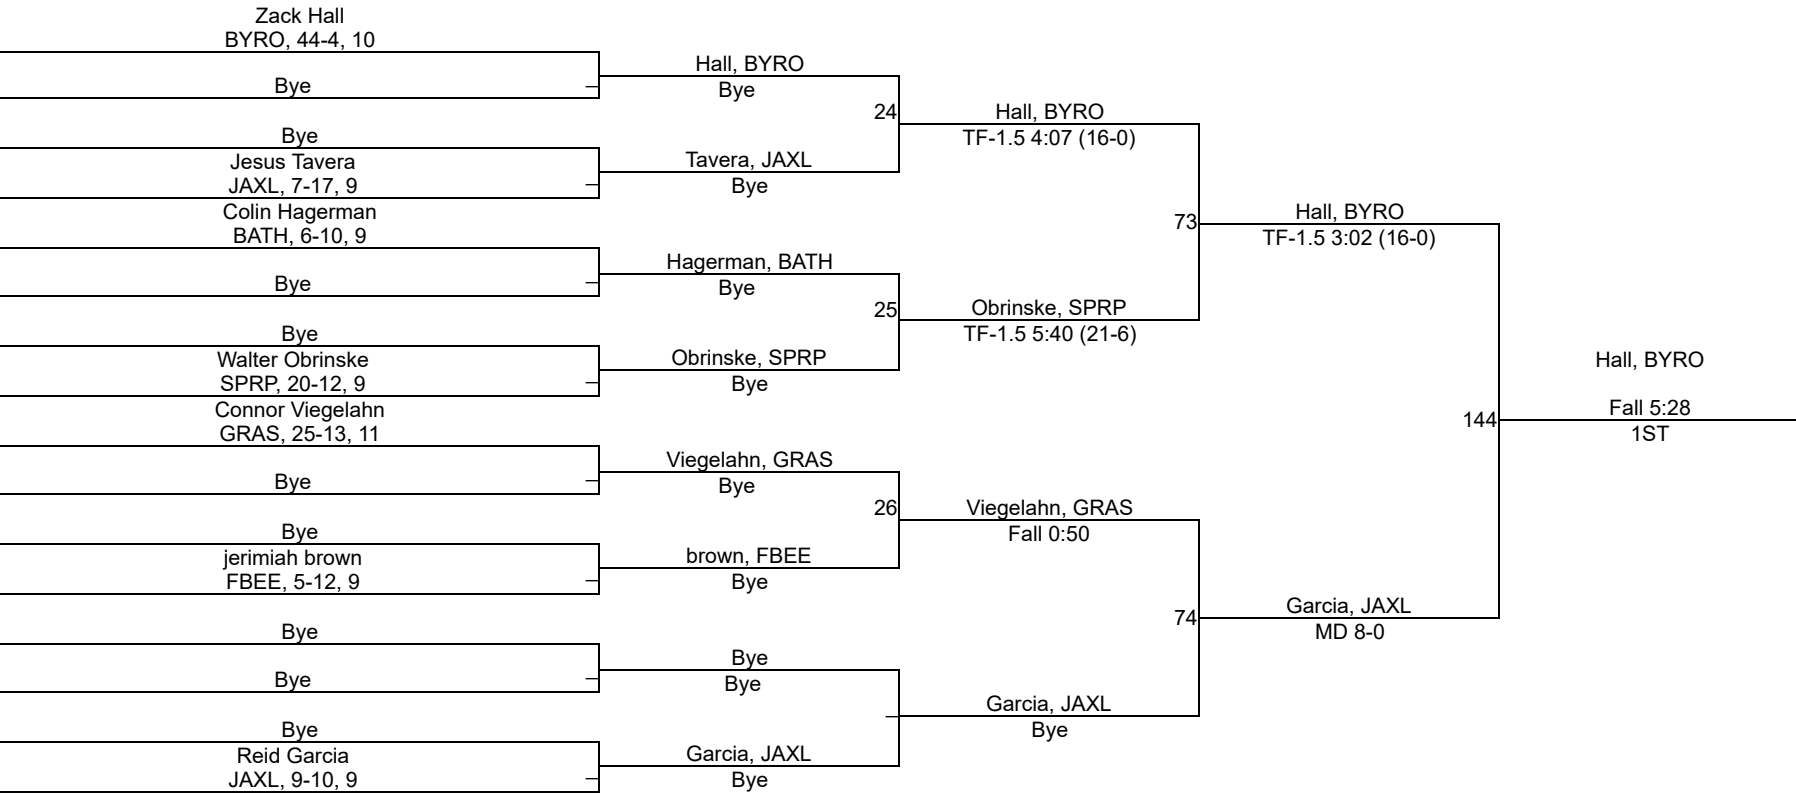 Zack Hall
BYRO, 44-4, 10
Bye
Bye
Jesus Tavera
JAXL, 7-17, 9
Colin Hagerman
BATH, 6-10, 9
Bye
Bye
Walter Obrinske
SPRP, 20-12, 9
Connor Viegelahn
GRAS, 25-13, 11
Bye
Bye
jerimiah brown
FBEE, 5-12, 9
Bye
Bye
Bye
Reid Garcia
JAXL, 9-10, 9
Hall, BYRO
Bye
Tavera, JAXL
Bye
Hagerman, BATH
Bye
Obrinske, SPRP
Bye
Viegelahn, GRAS
Bye
brown, FBEE
Bye
Bye
Bye
Garcia, JAXL
Bye
24
Hall, BYRO
TF-1.5 4:07 (16-0)
25
Obrinske, SPRP
TF-1.5 5:40 (21-6)
26
Viegelahn, GRAS
Fall 0:50
Garcia, JAXL
Bye
73
Hall, BYRO
TF-1.5 3:02 (16-0)
74
Garcia, JAXL
MD 8-0
144
Hall, BYRO
Fall 5:28
1ST